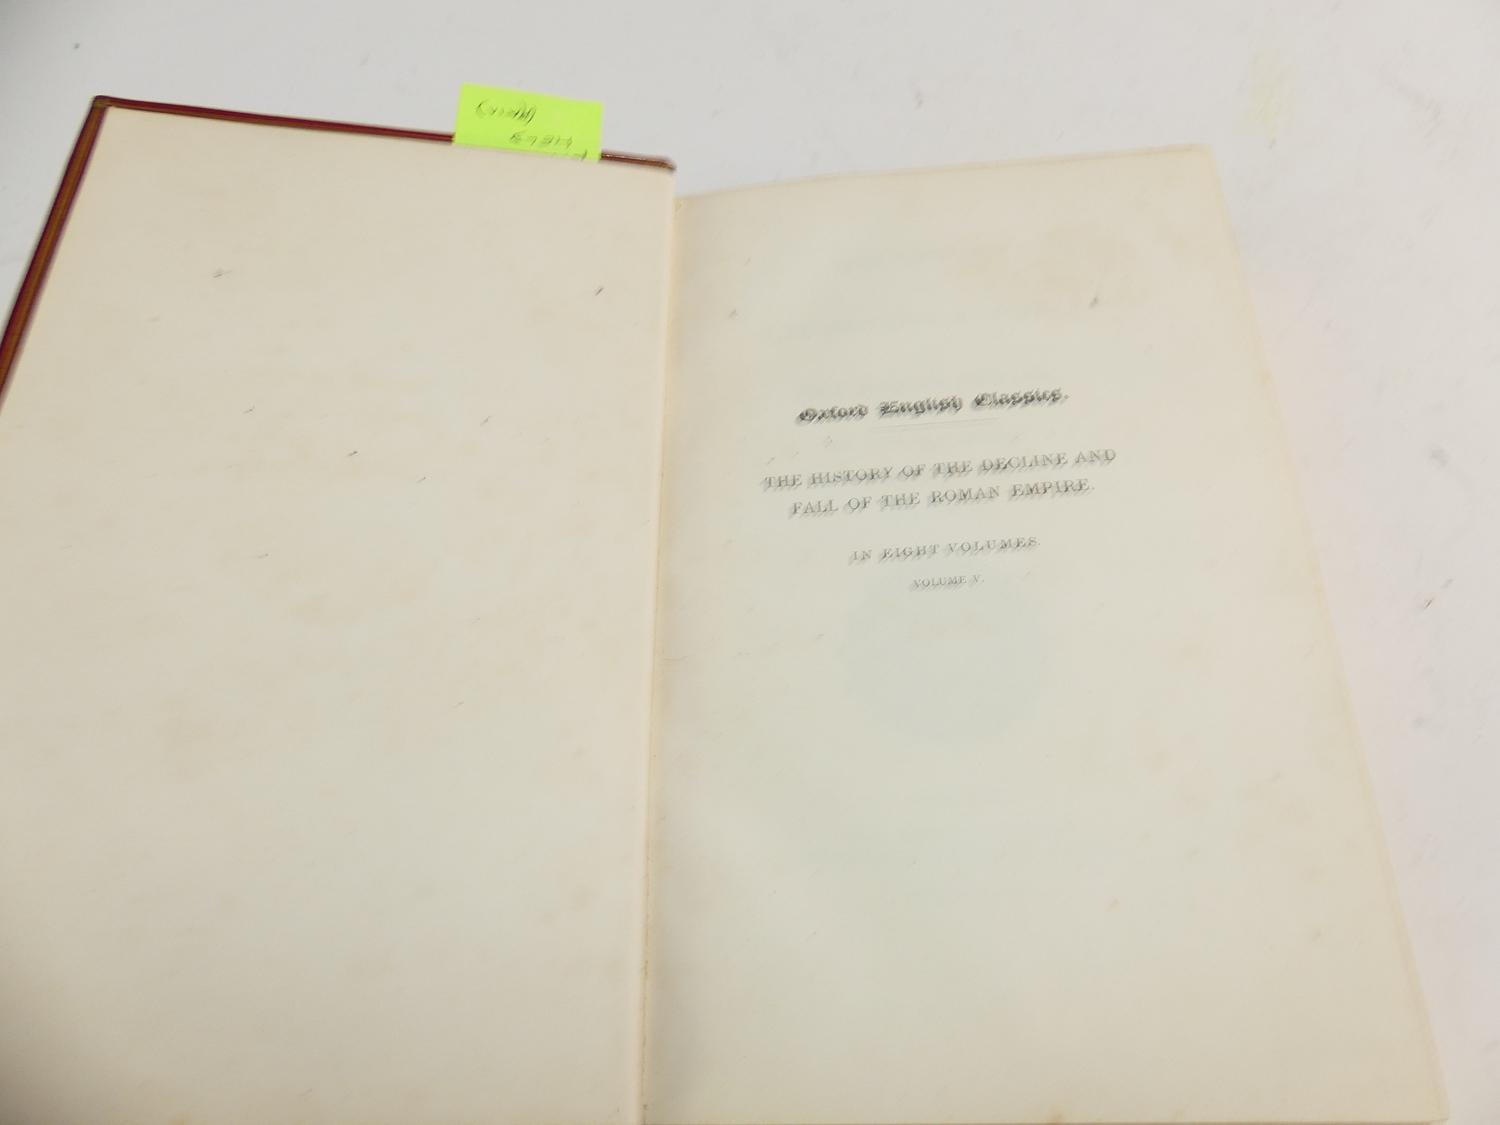 Oxford English Classics.
THE HISTORY OF THE DECLINE AND
FALL OF THE ROMAN EMPIRE.
IN EIGHT VOLUMES.
VOLUME V.